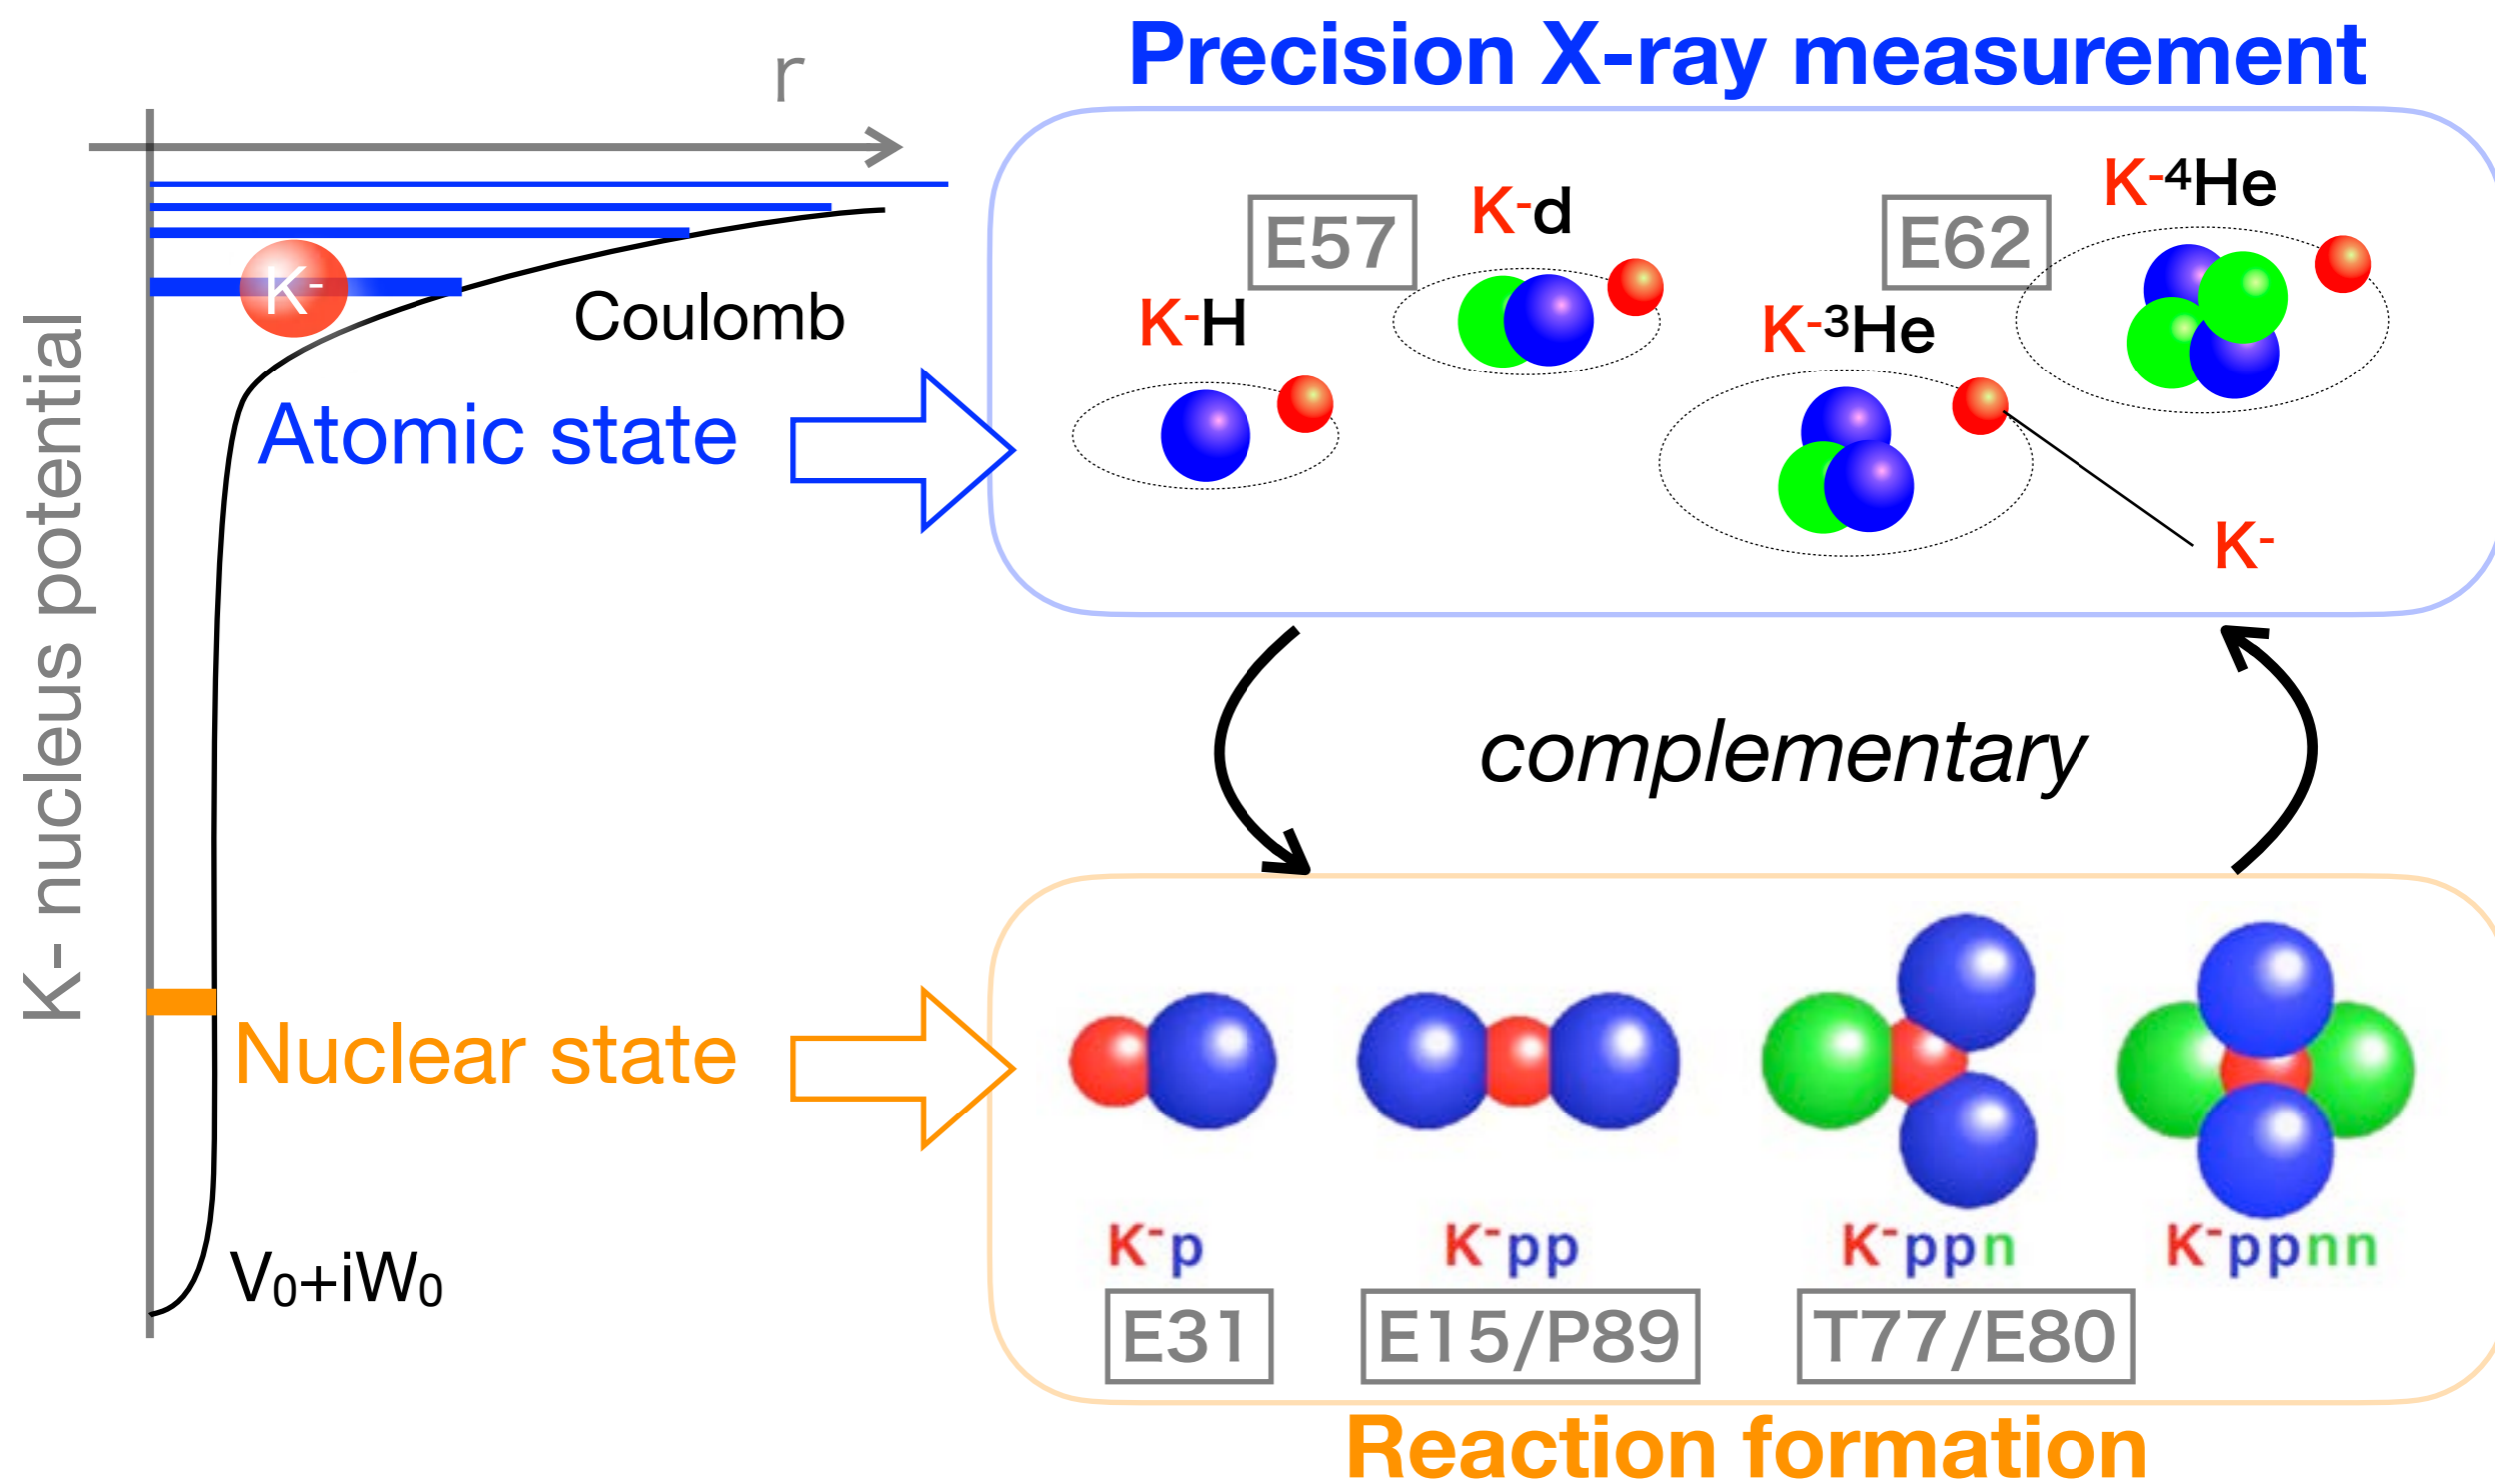 r
K- nucleus potential
K-
Coulomb
Atomic state
Nuclear state
V₀+iW₀
Precision X-ray measurement
E57
K-d
E62
K-⁴He
K-H
K-³He
K-
complementary
K⁻p
K⁻pp
K⁻ppn
K⁻ppnn
E31
E15/P89
T77/E80
Reaction formation